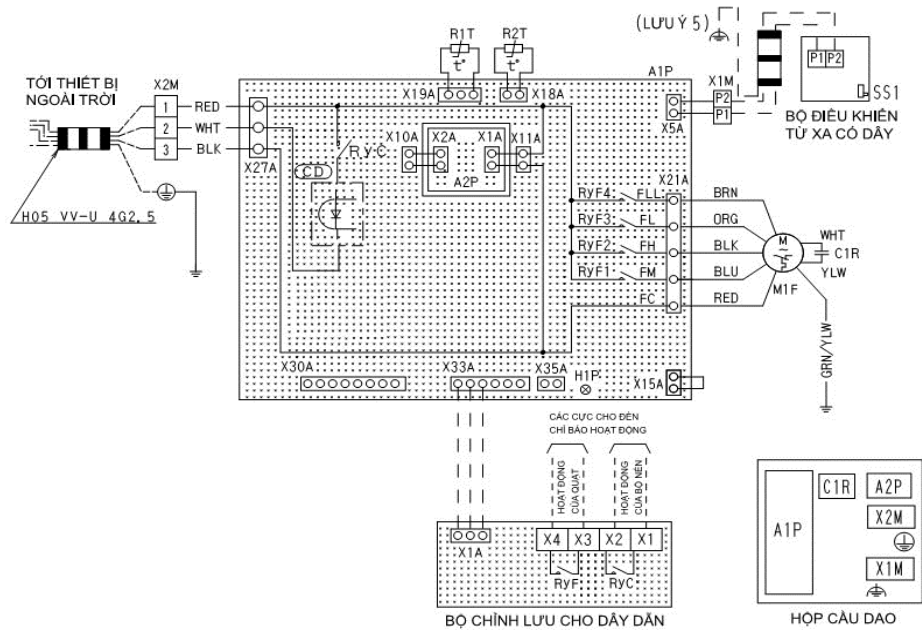 (LƯU Ý 5)
R1T
R2T
t°
t°
P1
P2
SS1
BỘ ĐIỀU KHIỂN
TỪ XA CÓ DÂY
TỚI THIẾT BỊ
NGOÀI TRỜI
X2M
1
2
3
RED
WHT
BLK
H05 VV-U 4G2,5
X27A
X19A
X18A
A1P
X1M
P2
P1
X5A
X10A
X2A
X1A
X11A
A2P
RyC
CD
X21A
RyF4
FLL
BRN
RyF3
FL
ORG
RyF2
FH
BLK
RyF1
FM
BLU
FC
RED
M
~
M1F
WHT
C1R
YLW
GRN/YLW
X30A
X33A
X35A
H1P
X15A
CÁC CỰC CHO ĐÈN
CHỈ BÁO HOẠT ĐỘNG
HOẠT ĐỘNG
CỦA QUẠT
HOẠT ĐỘNG
CỦA BỘ NÉN
X1A
X4
X3
X2
X1
RyF
RyC
BỘ CHỈNH LƯU CHO DÂY DẪN
A1P
C1R
A2P
X2M
X1M
HỘP CẦU DAO